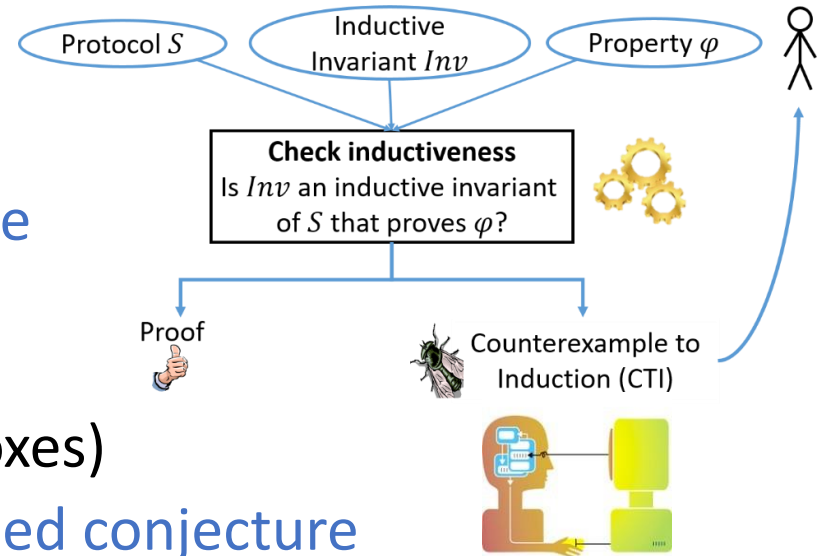 Protocol S
Inductive
Invariant Inv
Property φ
Check inductiveness
Is Inv an inductive invariant
of S that proves φ?
e
Proof
Counterexample to
Induction (CTI)
oxes)
ed conjecture